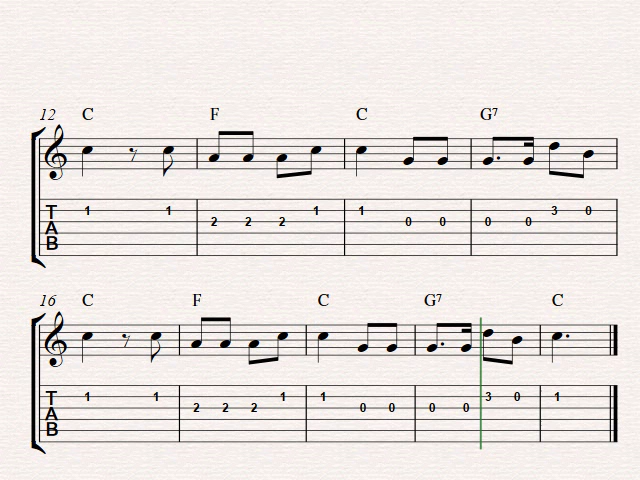 12 C F C G7
T 1 1 2 2 2 1 1 0 0 0 0 3 0
A
B
16 C F C G7 C
T 1 1 2 2 2 1 1 0 0 0 0 3 0 1
A
B